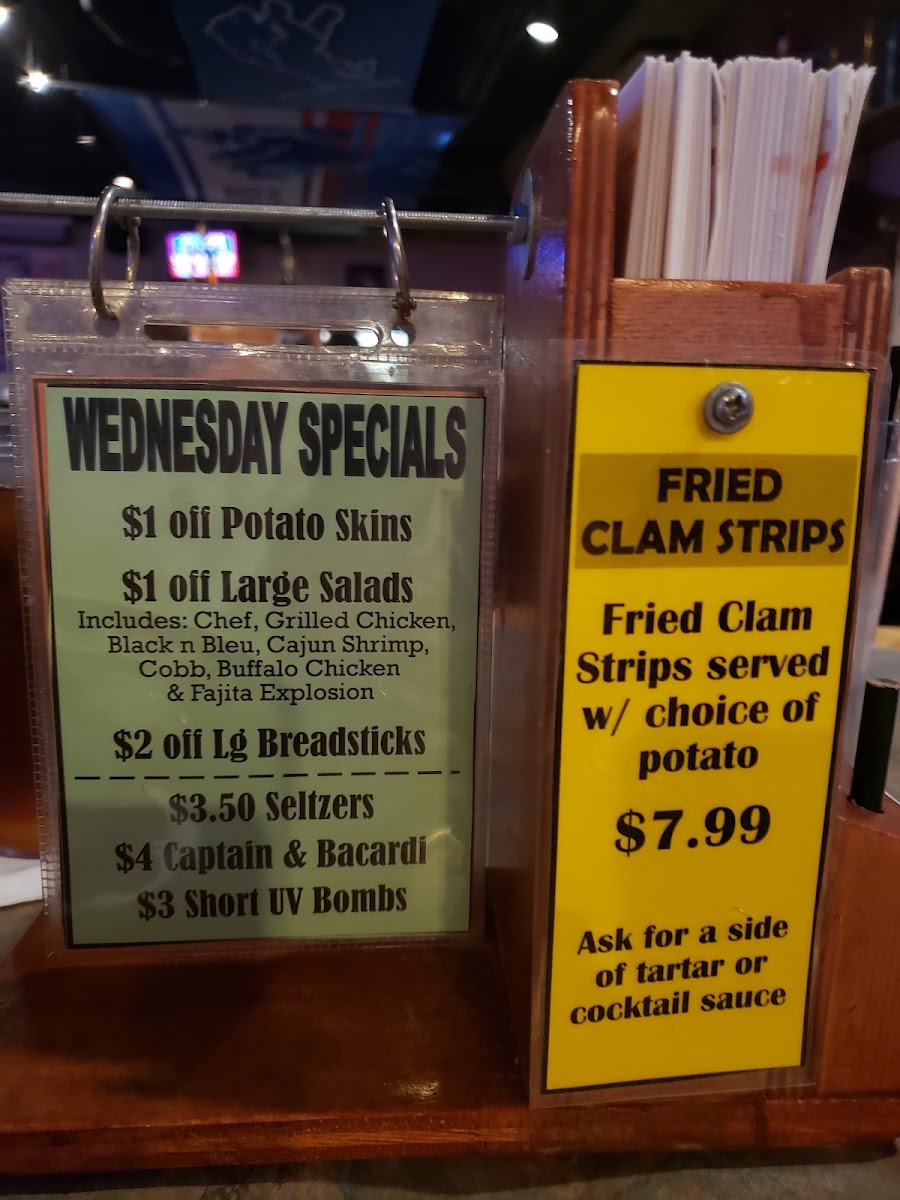 WEDNESDAY SPECIALS
$1 off Potato Skins
$1 off Large Salads
Includes: Chef, Grilled Chicken,
Black n Bleu, Cajun Shrimp,
Cobb, Buffalo Chicken
& Fajita Explosion
$2 off Lg Breadsticks
$3.50 Seltzers
$4 Captain & Bacardi
$3 Short UV Bombs
FRIED
CLAM STRIPS
Fried Clam
Strips served
w/ choice of
potato
$7.99
Ask for a side
of tartar or
cocktail sauce